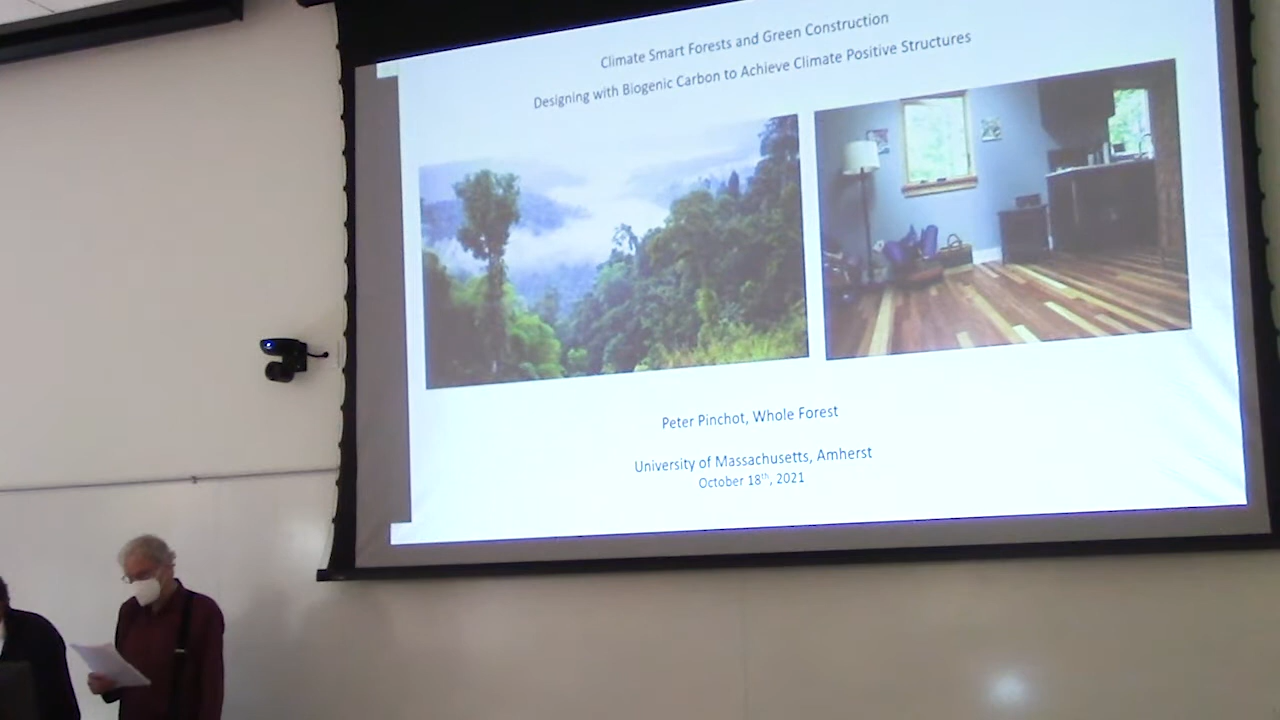 Climate Smart Forests and Green Construction
Designing with Biogenic Carbon to Achieve Climate Positive Structures
Peter Pinchot, Whole Forest
University of Massachusetts, Amherst
October 18th, 2021